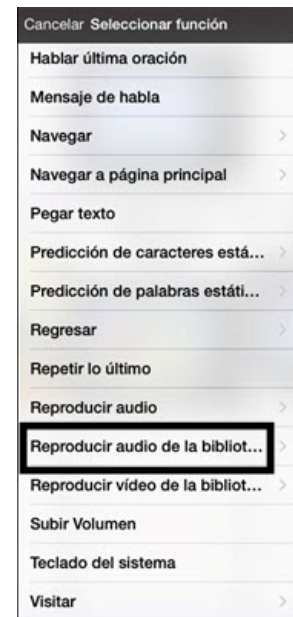 Cancelar Seleccionar función
Hablar última oración
Mensaje de habla
Navegar
Navegar a página principal
Pegar texto
Predicción de caracteres está...
Predicción de palabras estáti...
Regresar
Repetir lo último
Reproducir audio
Reproducir audio de la bibliot...
Reproducir vídeo de la bibliot...
Subir Volumen
Teclado del sistema
Visitar